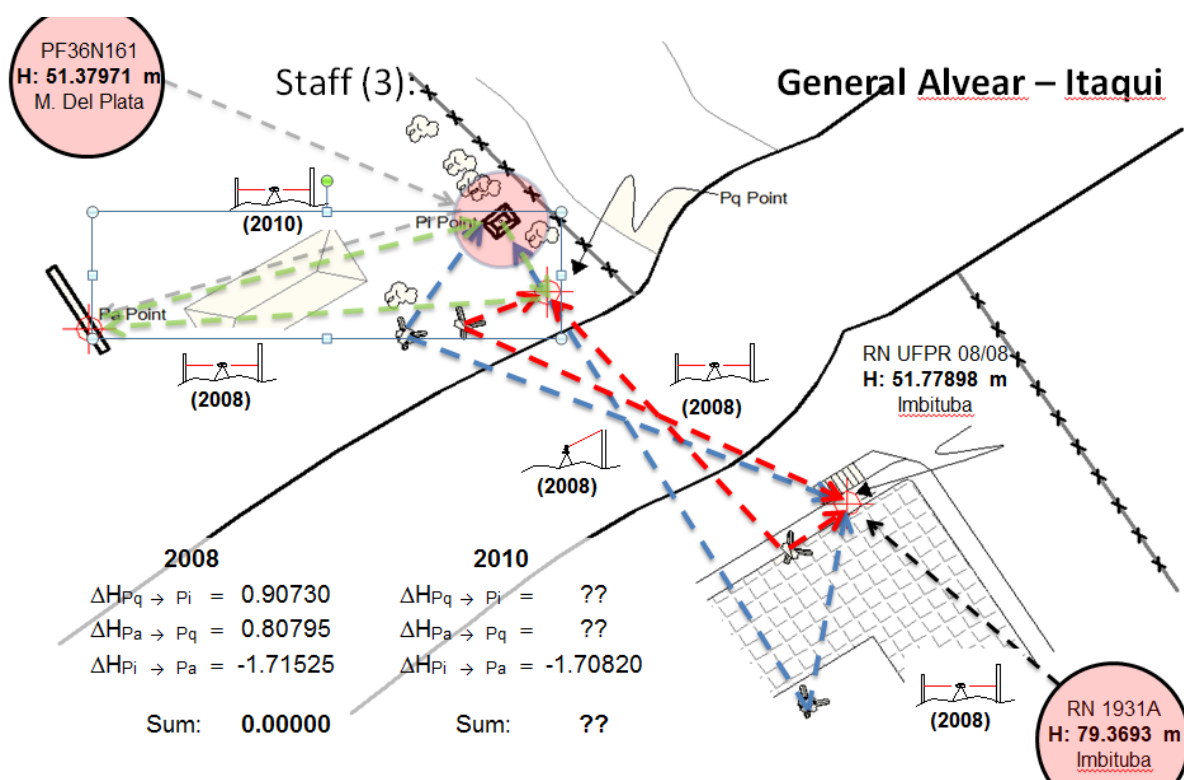 PF36N161
H: 51.37971 m
M. Del Plata
Staff (3):
General Alvear – Itaqui
(2010)
Pi Point
Pq Point
Pa Point
(2008)
(2008)
RN UFPR 08/08
H: 51.77898 m
Imbituba
(2008)
2008
ΔHPq → Pi = 0.90730
ΔHPa → Pq = 0.80795
ΔHPi → Pa = -1.71525
Sum: 0.00000
2010
ΔHPq → Pi = ??
ΔHPa → Pq = ??
ΔHPi → Pa = -1.70820
Sum: ??
(2008)
RN 1931A
H: 79.3693 m
Imbituba